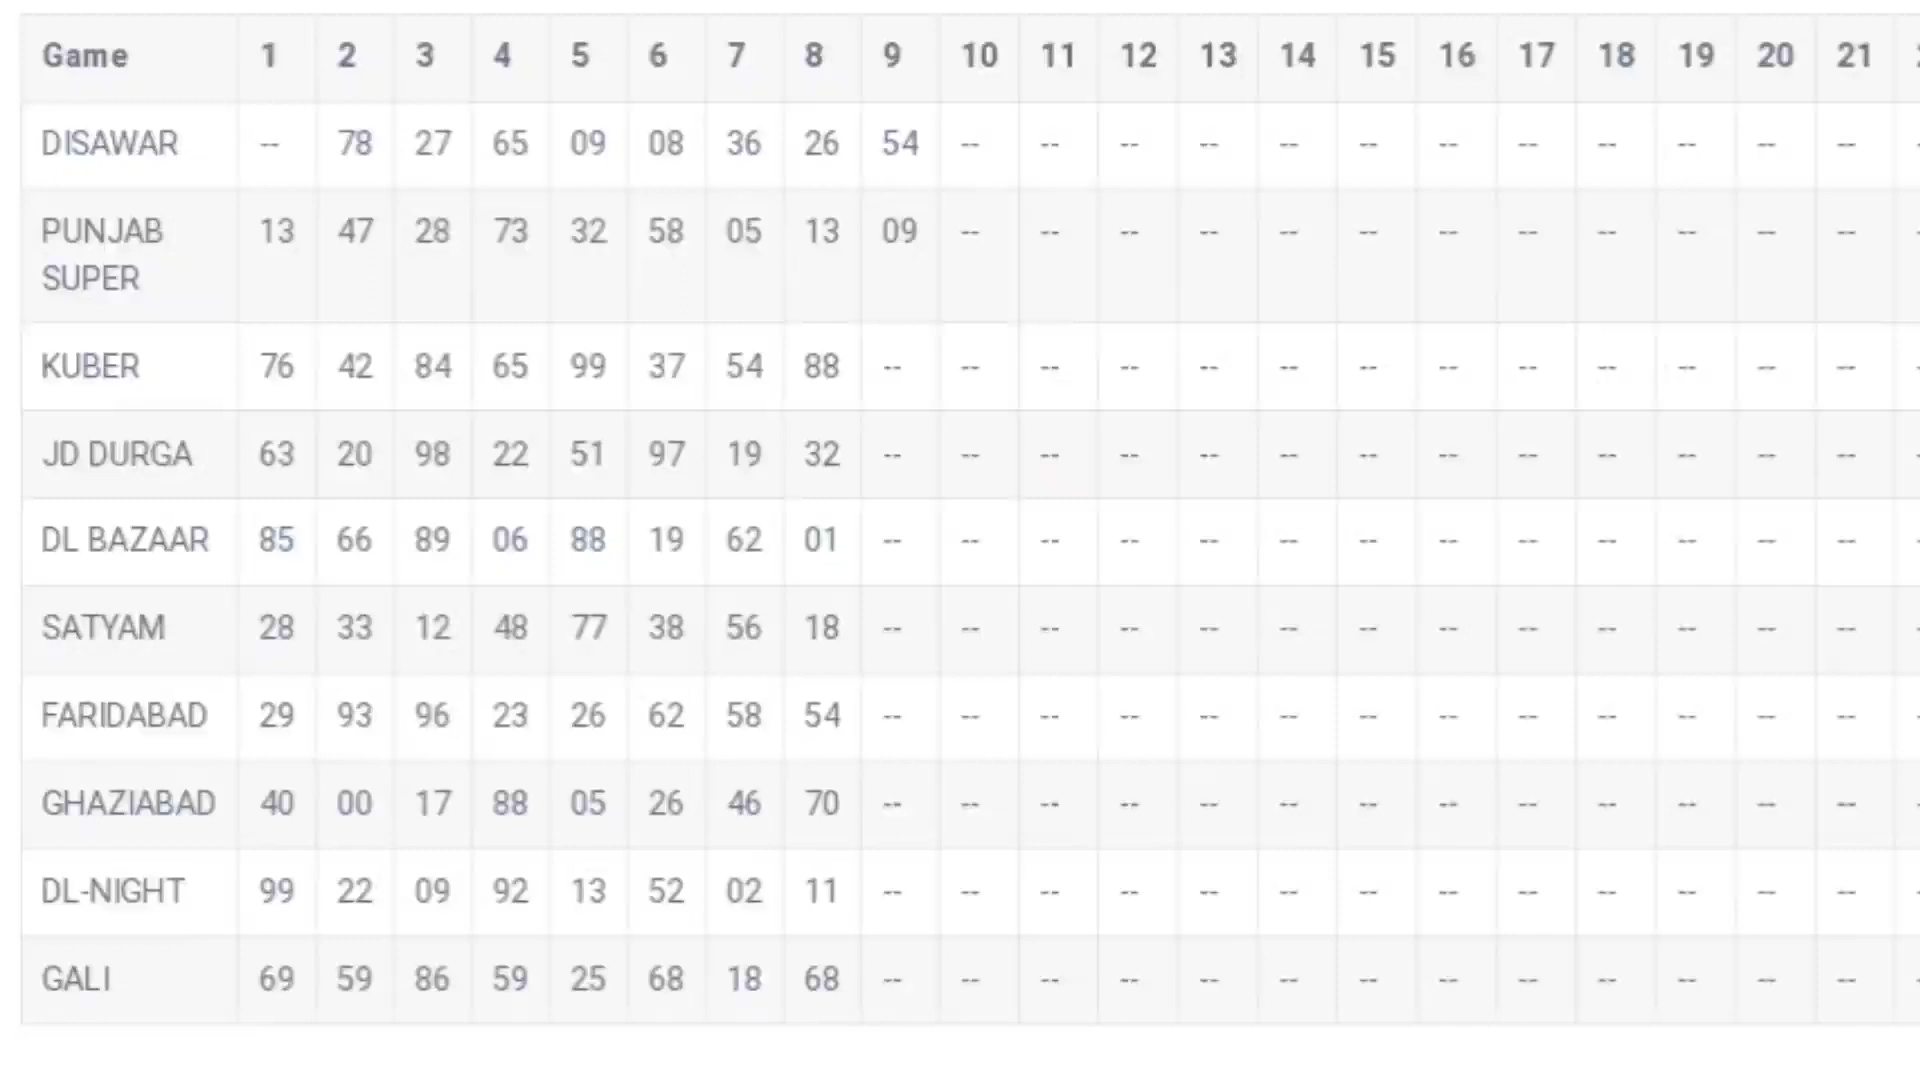 Game 1 2 3 4 5 6 7 8 9 10 11 12 13 14 15 16 17 18 19 20 21
DISAWAR -- 78 27 65 09 08 36 26 54 -- -- -- -- -- -- -- -- -- -- -- --
PUNJAB SUPER 13 47 28 73 32 58 05 13 09 -- -- -- -- -- -- -- -- -- -- -- --
KUBER 76 42 84 65 99 37 54 88 -- -- -- -- -- -- -- -- -- -- -- -- --
JD DURGA 63 20 98 22 51 97 19 32 -- -- -- -- -- -- -- -- -- -- -- -- --
DL BAZAAR 85 66 89 06 88 19 62 01 -- -- -- -- -- -- -- -- -- -- -- -- --
SATYAM 28 33 12 48 77 38 56 18 -- -- -- -- -- -- -- -- -- -- -- -- --
FARIDABAD 29 93 96 23 26 62 58 54 -- -- -- -- -- -- -- -- -- -- -- -- --
GHAZIABAD 40 00 17 88 05 26 46 70 -- -- -- -- -- -- -- -- -- -- -- -- --
DL-NIGHT 99 22 09 92 13 52 02 11 -- -- -- -- -- -- -- -- -- -- -- -- --
GALI 69 59 86 59 25 68 18 68 -- -- -- -- -- -- -- -- -- -- -- -- --